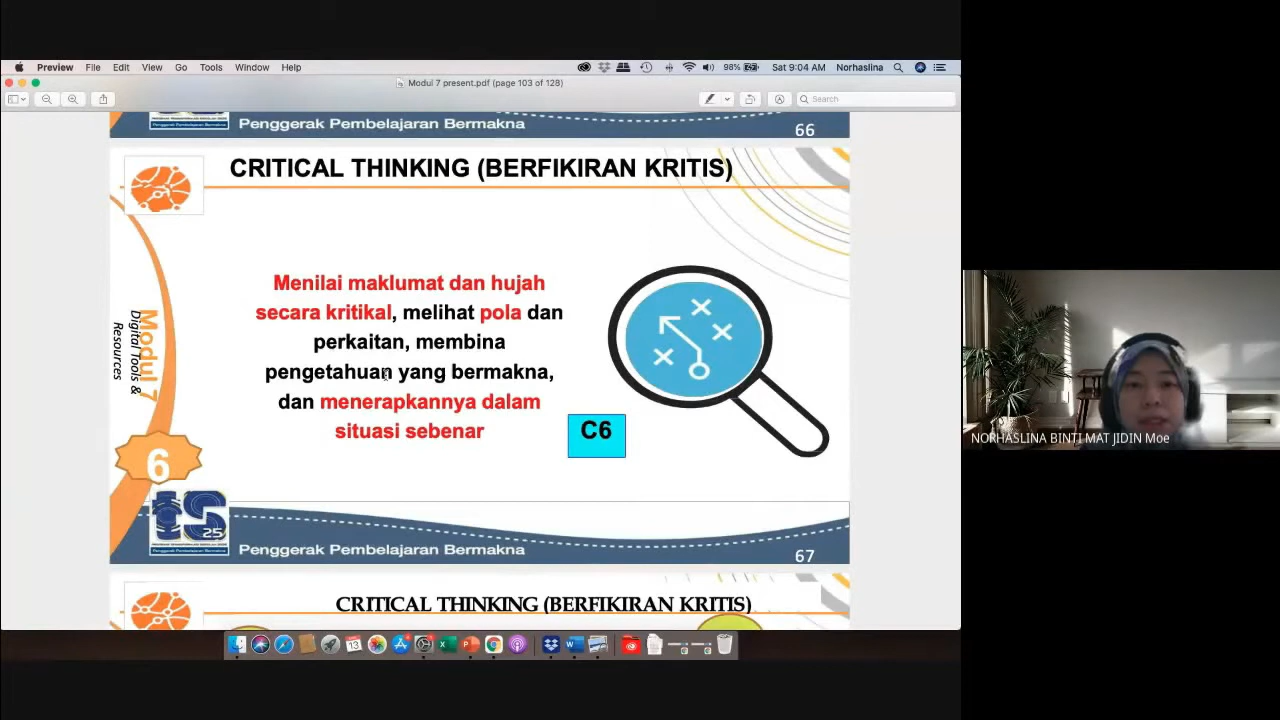 Preview File Edit View Go Tools Window Help
98% Sat 9:04 AM Norhaslina
Modul 7 present.pdf (page 103 of 128)
Search
Penggerak Pembelajaran Bermakna
66
CRITICAL THINKING (BERFIKIRAN KRITIS)
Menilai maklumat dan hujah
secara kritikal, melihat pola dan
perkaitan, membina
pengetahuan yang bermakna,
dan menerapkannya dalam
situasi sebenar
C6
Modul 7
Digital Tools &
Resources
6
25
Penggerak Pembelajaran Bermakna
67
CRITICAL THINKING (BERFIKIRAN KRITIS)
NORHASLINA BINTI MAT JIDIN Moe
13